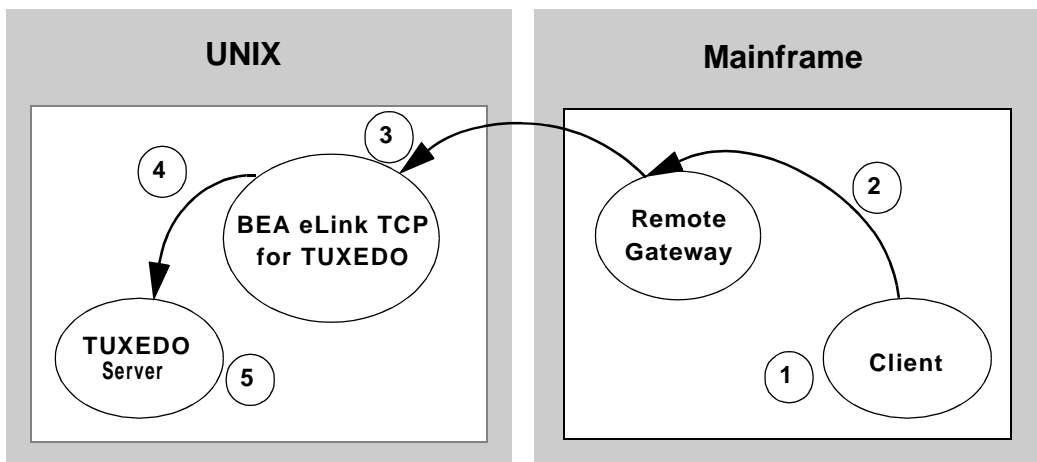 UNIX
Mainframe
3
4
BEA eLink TCP
for TUXEDO
TUXEDO
Server
5
2
Remote
Gateway
1
Client